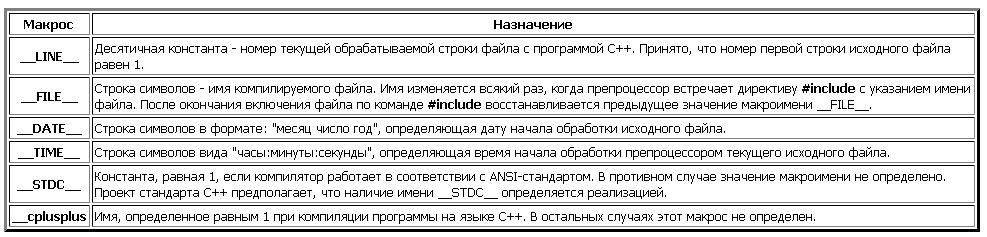 Макрос Назначение
__LINE__ Десятичная константа - номер текущей обрабатываемой строки файла с программой C++. Принято, что номер первой строки исходного файла
равен 1.
__FILE__ Строка символов - имя компилируемого файла. Имя изменяется всякий раз, когда препроцессор встречает директиву #include с указанием имени
файла. После окончания включения файла по команде #include восстанавливается предыдущее значение макроимени __FILE__.
__DATE__ Строка символов в формате: "месяц число год", определяющая дату начала обработки исходного файла.
__TIME__ Строка символов вида "часы:минуты:секунды", определяющая время начала обработки препроцессором текущего исходного файла.
__STDC__ Константа, равная 1, если компилятор работает в соответствии с ANSI-стандартом. В противном случае значение макроимени не определено.
Проект стандарта C++ предполагает, что наличие имени __STDC__ определяется реализацией.
__cplusplus Имя, определенное равным 1 при компиляции программы на языке C++. В остальных случаях этот макрос не определен.